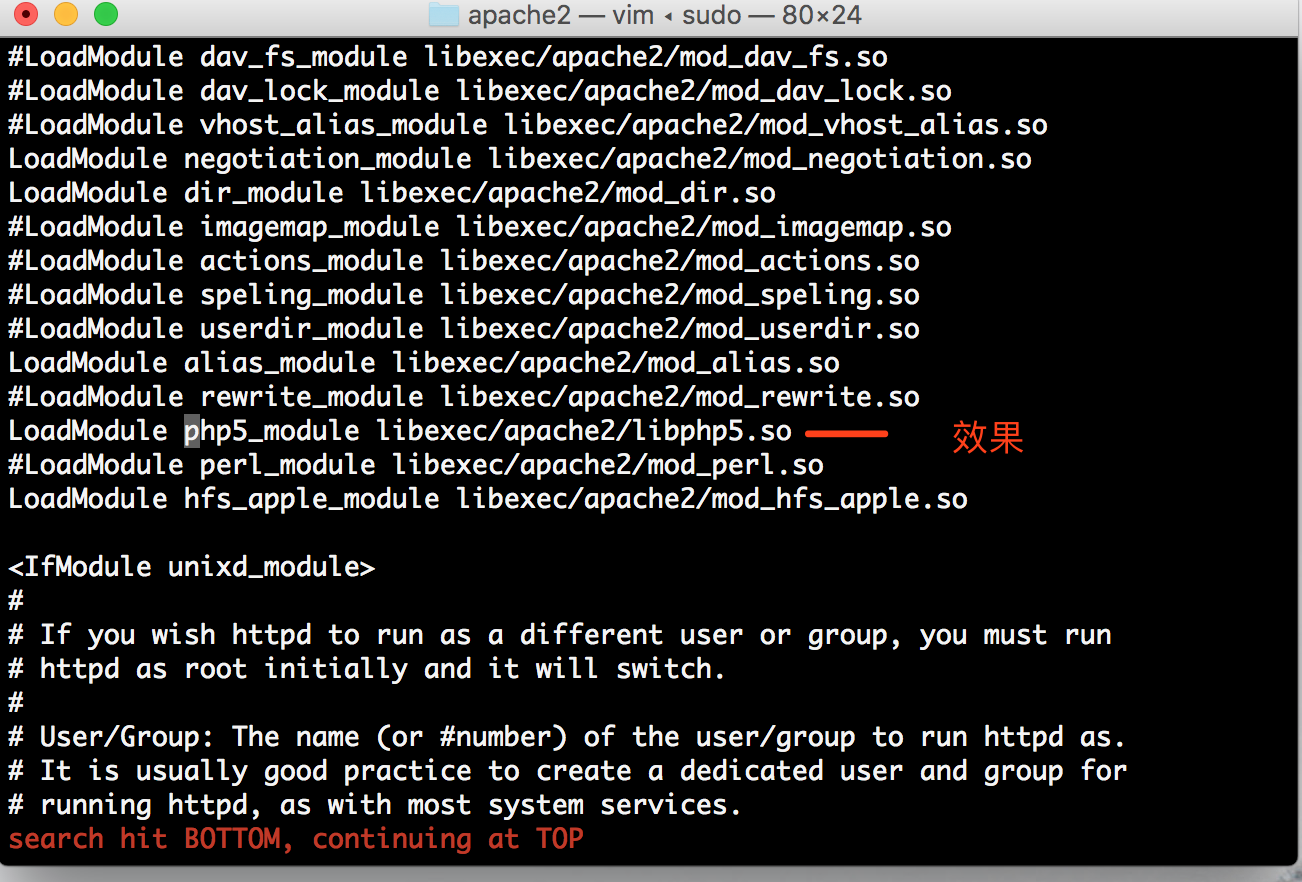 apache2 — vim ◂ sudo — 80×24
#LoadModule dav_fs_module libexec/apache2/mod_dav_fs.so
#LoadModule dav_lock_module libexec/apache2/mod_dav_lock.so
#LoadModule vhost_alias_module libexec/apache2/mod_vhost_alias.so
LoadModule negotiation_module libexec/apache2/mod_negotiation.so
LoadModule dir_module libexec/apache2/mod_dir.so
#LoadModule imagemap_module libexec/apache2/mod_imagemap.so
#LoadModule actions_module libexec/apache2/mod_actions.so
#LoadModule speling_module libexec/apache2/mod_speling.so
#LoadModule userdir_module libexec/apache2/mod_userdir.so
LoadModule alias_module libexec/apache2/mod_alias.so
#LoadModule rewrite_module libexec/apache2/mod_rewrite.so
LoadModule php5_module libexec/apache2/libphp5.so 效果
#LoadModule perl_module libexec/apache2/mod_perl.so
LoadModule hfs_apple_module libexec/apache2/mod_hfs_apple.so
<IfModule unixd_module>
#
# If you wish httpd to run as a different user or group, you must run
# httpd as root initially and it will switch.
#
# User/Group: The name (or #number) of the user/group to run httpd as.
# It is usually good practice to create a dedicated user and group for
# running httpd, as with most system services.
search hit BOTTOM, continuing at TOP